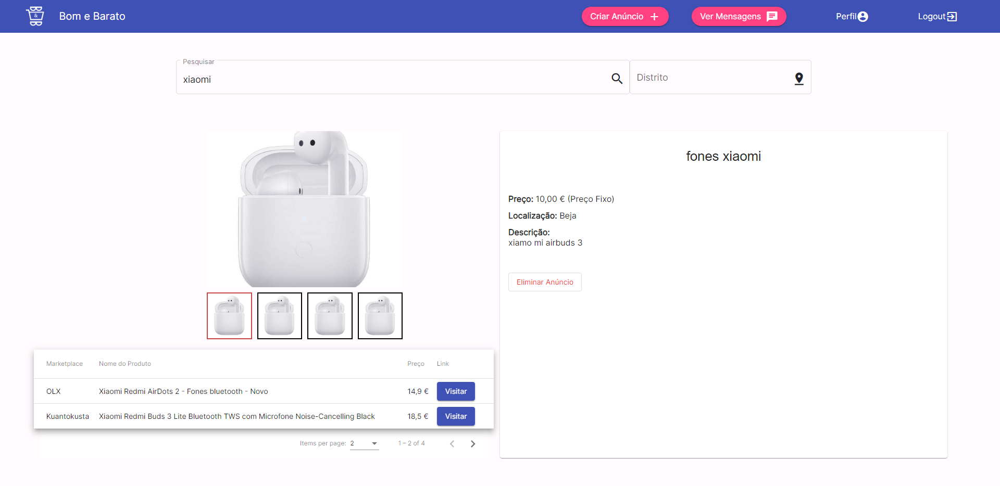 &
Bom e Barato
Criar Anúncio
Ver Mensagens
Perfil
Logout
Pesquisar
xiaomi
Distrito
fones xiaomi
Preço: 10,00 € (Preço Fixo)
Localização: Beja
Descrição:
xiamo mi airbuds 3
Eliminar Anúncio
Marketplace Nome do Produto Preço Link
OLX Xiaomi Redmi AirDots 2 - Fones bluetooth - Novo 14,9 € Visitar
Kuantokusta Xiaomi Redmi Buds 3 Lite Bluetooth TWS com Microfone Noise-Cancelling Black 18,5 € Visitar
Items per page: 2 1 – 2 of 4